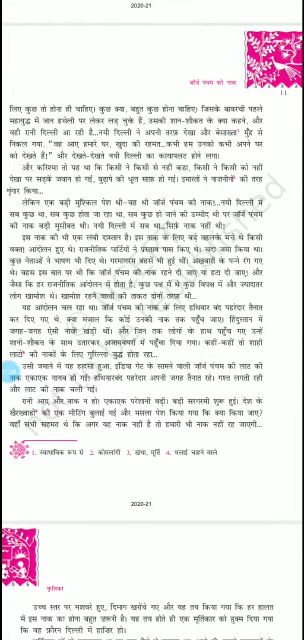 2020-21
जॉर्ज पंचम की नाक
11
लिए कुछ तो होना ही चाहिए। कुछ क्या, बहुत कुछ होना चाहिए। जिसके बावरची पहले
महायुद्ध में जान हथेली पर लेकर लड़ चुके हैं, उसकी शान-शौकत के क्या कहने, और
वही रानी दिल्ली आ रही है...नयी दिल्ली ने अपनी तरफ़ देखा और बेसाख्ता मुँह से
निकल गया, "वह आए हमारे घर, खुदा की रहमत...कभी हम उनको कभी अपने घर
को देखते हैं!" और देखते-देखते नयी दिल्ली का कायापलट होने लगा।
और करिश्मा तो यह था कि किसी ने किसी से नहीं कहा, किसी ने किसी को नहीं
देखा पर सड़कें जवान हो गईं, बुढ़ापे की धूल साफ़ हो गई। इमारतों ने नाज़नीनों की तरह
शृंगार किया...
लेकिन एक बड़ी मुश्किल पेश थी—वह थी जॉर्ज पंचम की नाक!...नयी दिल्ली में
सब कुछ था, सब कुछ होता जा रहा था, सब कुछ हो जाने की उम्मीद थी पर जॉर्ज पंचम
की नाक बड़ी मुसीबत थी। नयी दिल्ली में सब था...सिर्फ़ नाक नहीं थी!
इस नाक की भी एक लंबी दास्तान है। इस नाक के लिए बड़े तहलके मचे थे किसी
वक्त! आंदोलन हुए थे। राजनीतिक पार्टियों ने प्रस्ताव पास किए थे। चंदा जमा किया था।
कुछ नेताओं ने भाषण भी दिए थे। गरमागरम बहसें भी हुई थीं। अखबारों के पन्ने रंग गए
थे। बहस इस बात पर थी कि जॉर्ज पंचम की नाक रहने दी जाए या हटा दी जाए! और
जैसा कि हर राजनीतिक आंदोलन में होता है, कुछ पक्ष में थे कुछ विपक्ष में और ज़्यादातर
लोग खामोश थे। खामोश रहने वालों की ताकत दोनों तरफ़ थी...
यह आंदोलन चल रहा था। जॉर्ज पंचम की नाक के लिए हथियार बंद पहरेदार तैनात
कर दिए गए थे, क्या मजाल कि कोई उनकी नाक तक पहुँच जाए। हिंदुस्तान में
जगह-जगह ऐसी नाकें खड़ी थीं। और जिन तक लोगों के हाथ पहुँच गए उन्हें
शानो-शौकत के साथ उतारकर अजायबघरों में पहुँचा दिया गया। कहीं-कहीं तो शाही
लाटों की नाकों के लिए गुरिल्ला युद्ध होता रहा...
उसी ज़माने में यह हादसा हुआ, इंडिया गेट के सामने वाली जॉर्ज पंचम की लाट की
नाक एकाएक गायब हो गई! हथियारबंद पहरेदार अपनी जगह तैनात रहे। गश्त लगती रही
और लाट की नाक चली गई।
रानी आए और नाक न हो! एकाएक परेशानी बढ़ी। बड़ी सरगरमी शुरू हुई। देश के
खैरख्वाहों की एक मीटिंग बुलाई गई और मसला पेश किया गया कि क्या किया जाए?
वहाँ सभी सहमत थे कि अगर यह नाक नहीं है तो हमारी भी नाक नहीं रह जाएगी...
1. स्वाभाविक रूप से 2. कोमलांगी 3. खंभा, मूर्ति 4. भलाई चाहने वाले
2020-21
कृतिका
उच्च स्तर पर मशवरे हुए, दिमाग खरोंचे गए और यह तय किया गया कि हर हालत
में इस नाक का होना बहुत ज़रूरी है। यह तय होते ही एक मूर्तिकार को हुक्म दिया गया
कि वह फ़ौरन दिल्ली में हाज़िर हो।